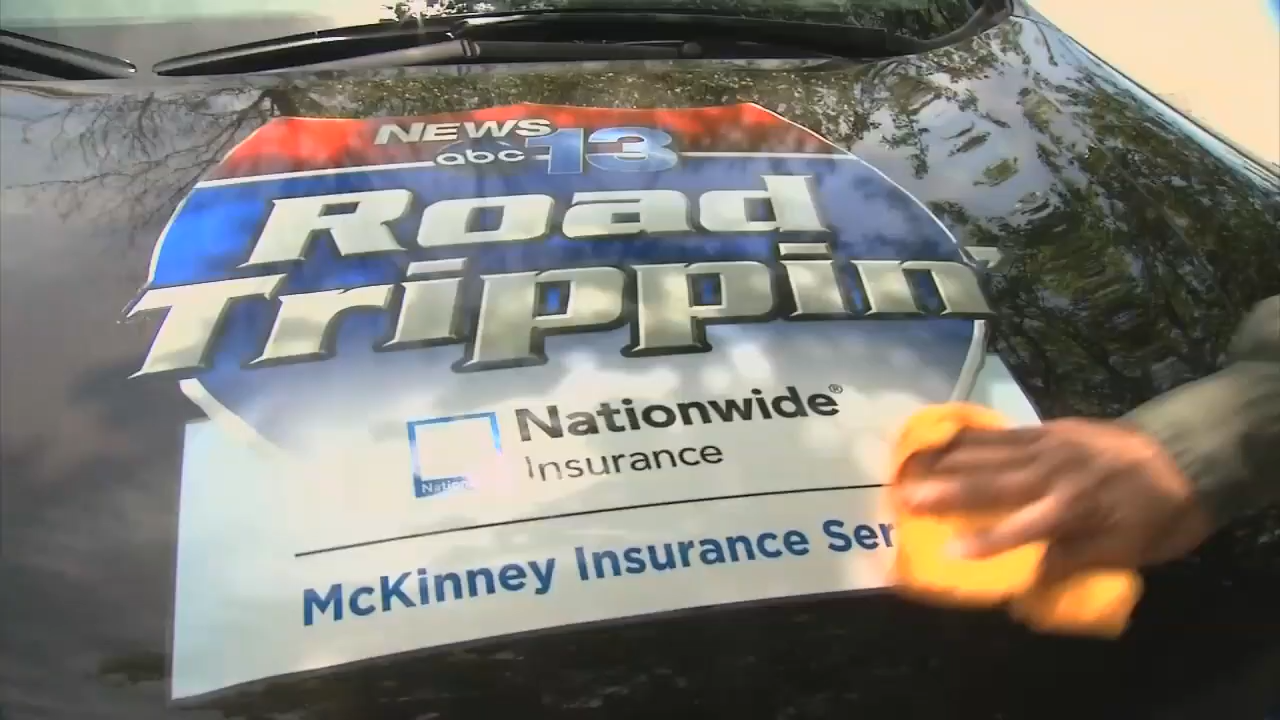 NEWS
abc 13
Road
Trippin'
Nationwide®
Insurance
McKinney Insurance Ser